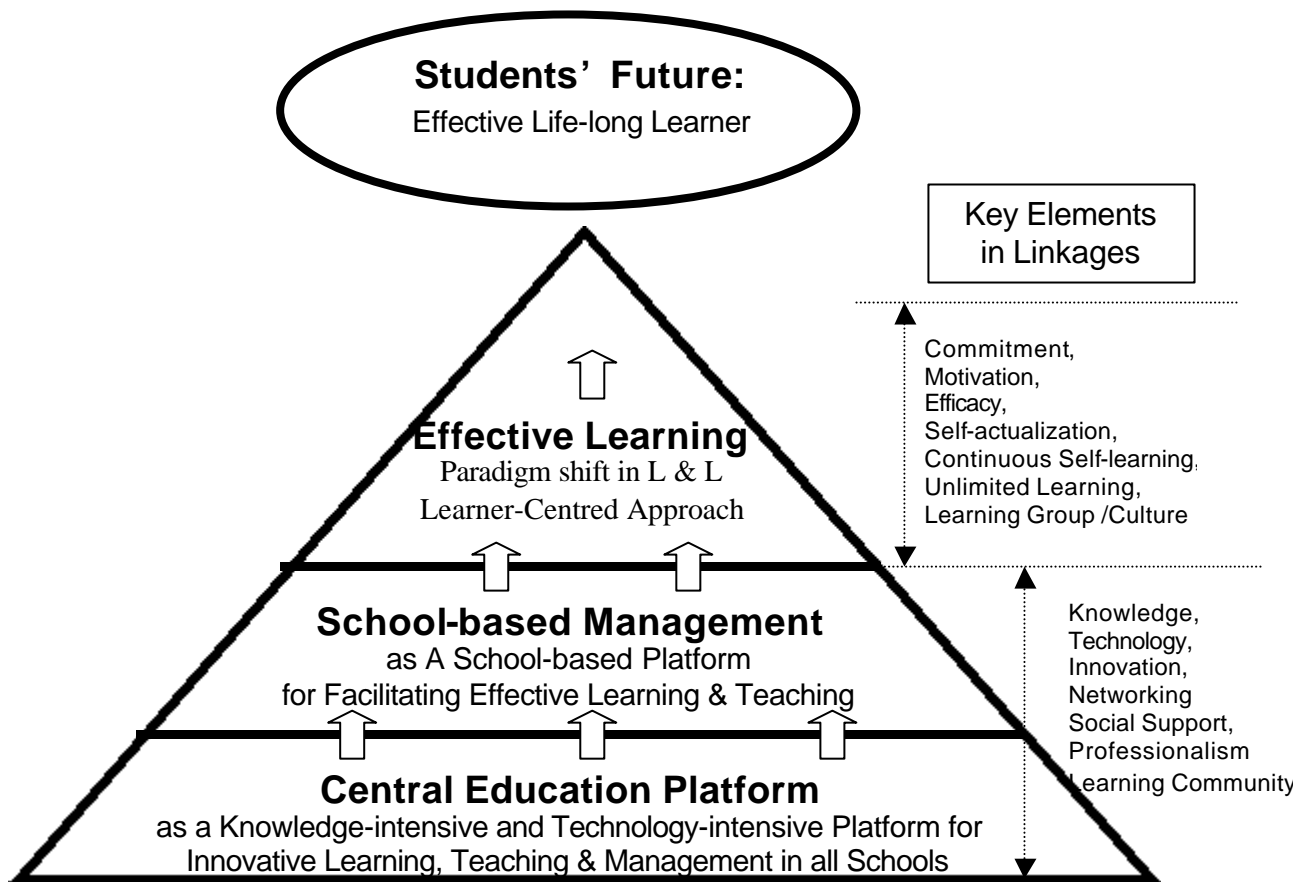 Students’ Future:
Effective Life-long Learner
Key Elements
in Linkages
Commitment,
Motivation,
Efficacy,
Self-actualization,
Continuous Self-learning,
Unlimited Learning,
Learning Group /Culture
Effective Learning
Paradigm shift in L & L
Learner-Centred Approach
School-based Management
as A School-based Platform
for Facilitating Effective Learning & Teaching
Knowledge,
Technology,
Innovation,
Networking
Social Support,
Professionalism
Learning Community
Central Education Platform
as a Knowledge-intensive and Technology-intensive Platform for
Innovative Learning, Teaching & Management in all Schools